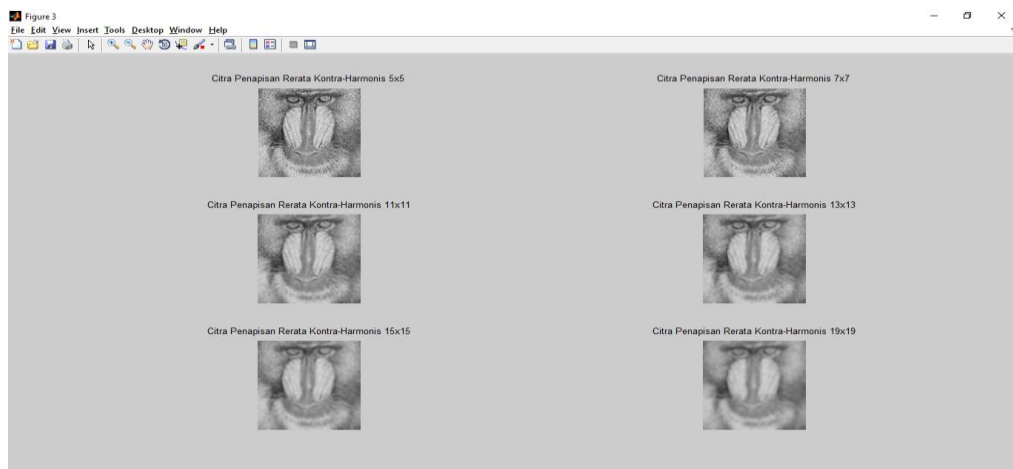 Figure 3
File Edit View Insert Tools Desktop Window Help
Citra Penapisan Rerata Kontra-Harmonis 5x5
Citra Penapisan Rerata Kontra-Harmonis 7x7
Citra Penapisan Rerata Kontra-Harmonis 11x11
Citra Penapisan Rerata Kontra-Harmonis 13x13
Citra Penapisan Rerata Kontra-Harmonis 15x15
Citra Penapisan Rerata Kontra-Harmonis 19x19